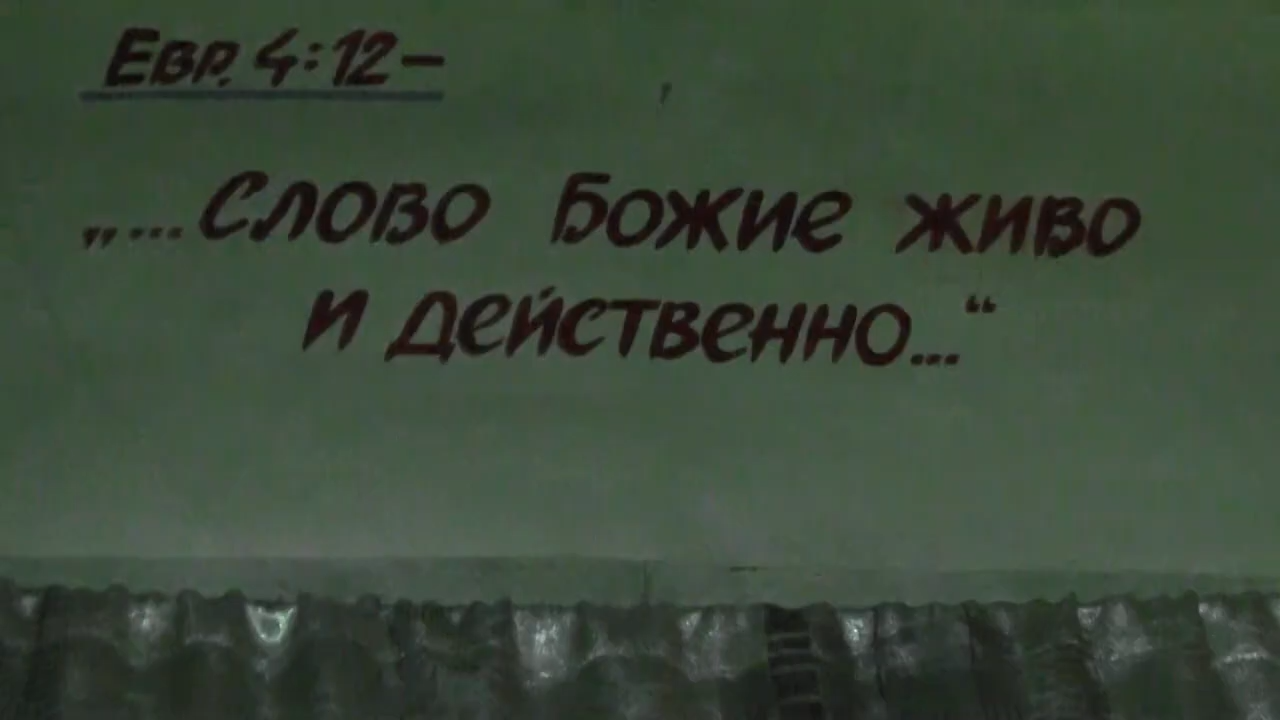 Евр. 4:12–
„...Слово Божие живо
и действенно...“